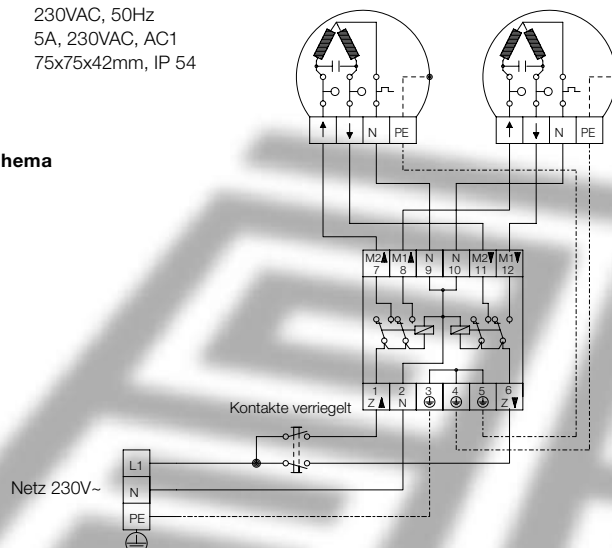 230VAC, 50Hz
5A, 230VAC, AC1
75x75x42mm, IP 54
hema
N PE
N PE
M2 M1 N N M2 M1
7 8 9 10 11 12
1 2 3 4 5 6
Z N Z
Kontakte verriegelt
L1
Netz 230V~
N
PE